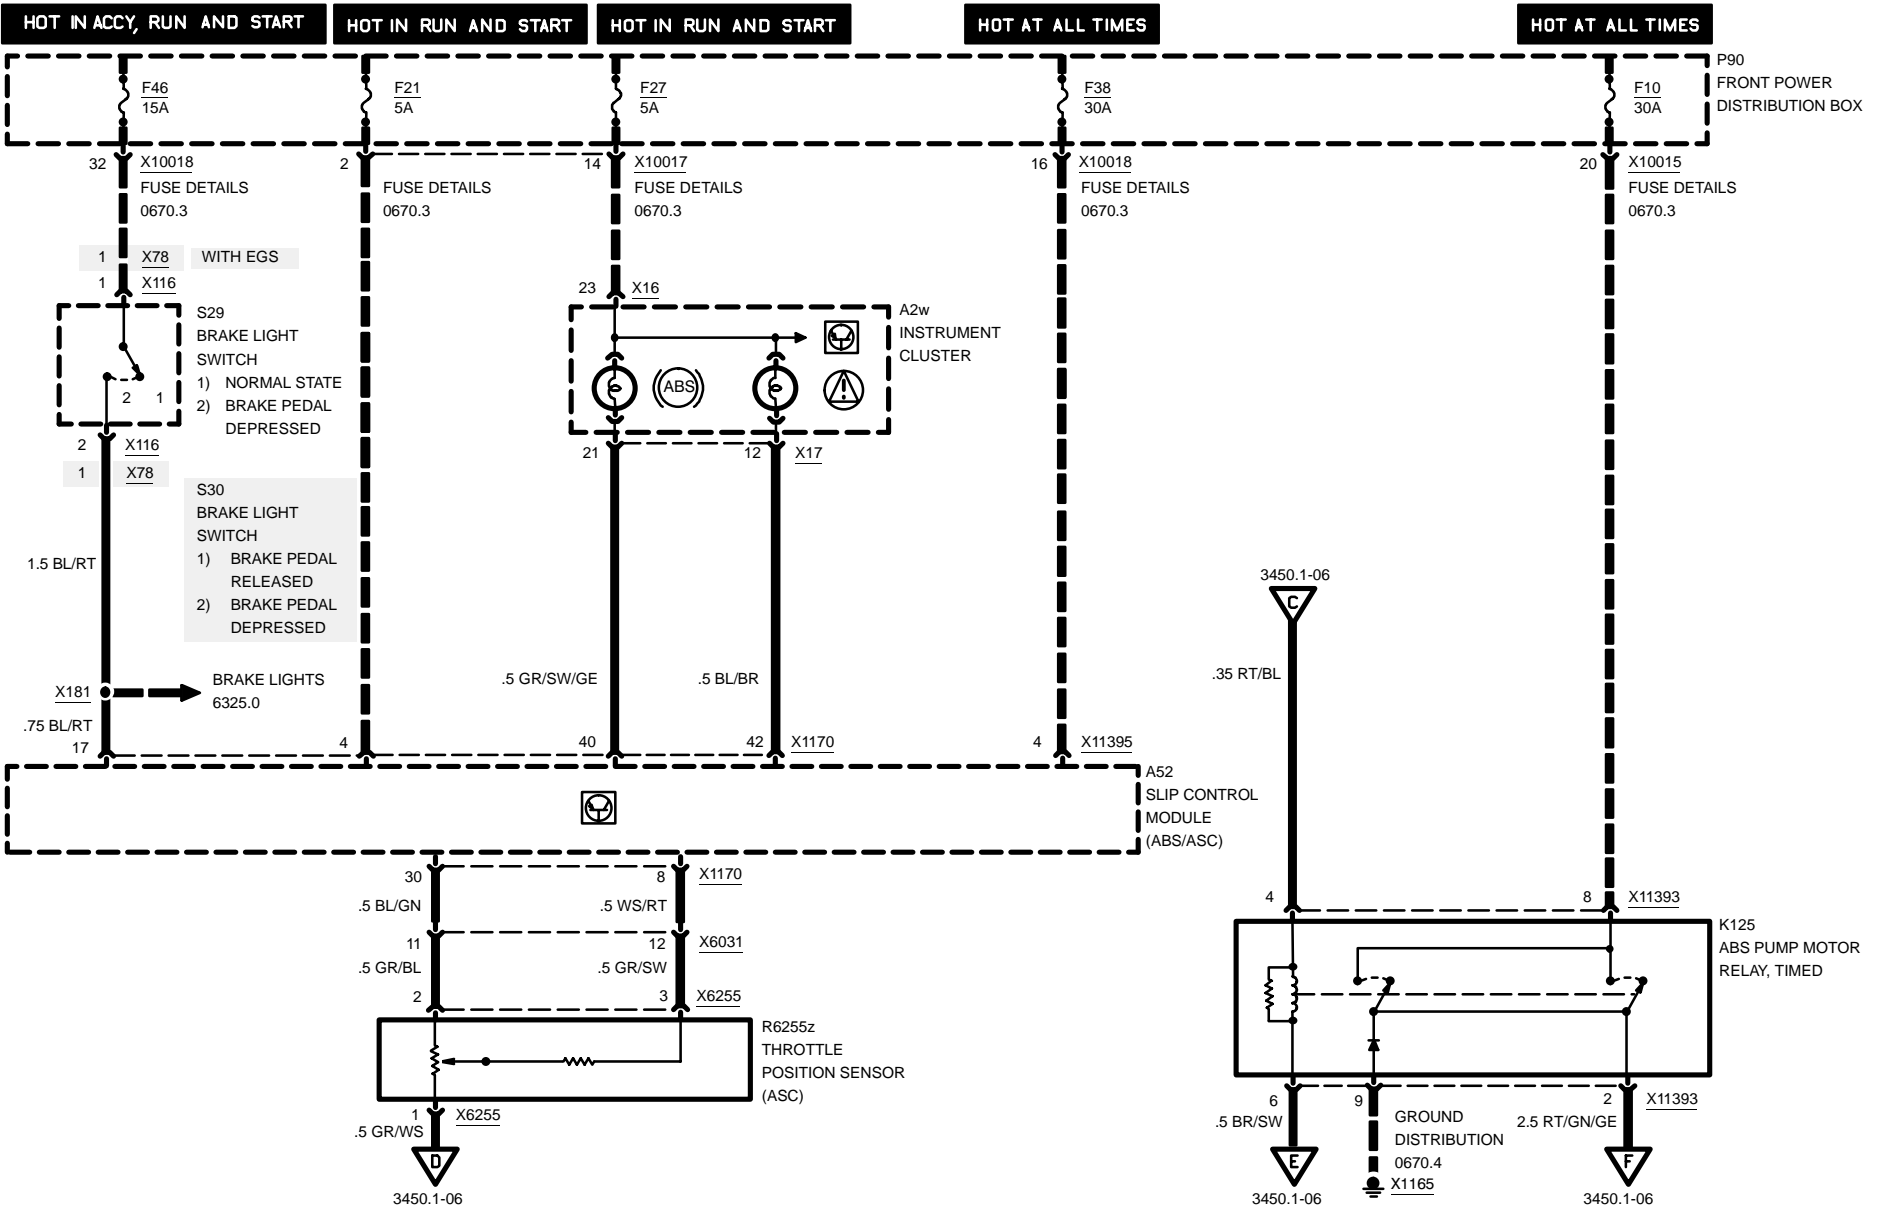 HOT IN ACCY, RUN AND START
HOT IN RUN AND START
HOT IN RUN AND START
HOT AT ALL TIMES
HOT AT ALL TIMES
P90
FRONT POWER
DISTRIBUTION BOX
F46
15A
F21
5A
F27
5A
F38
30A
F10
30A
32 X10018
FUSE DETAILS
0670.3
2
FUSE DETAILS
0670.3
14 X10017
FUSE DETAILS
0670.3
16 X10018
FUSE DETAILS
0670.3
20 X10015
FUSE DETAILS
0670.3
1 X78 WITH EGS
1 X116
S29
BRAKE LIGHT
SWITCH
1) NORMAL STATE
2) BRAKE PEDAL
DEPRESSED
2 1
2 X116
1 X78
S30
BRAKE LIGHT
SWITCH
1) BRAKE PEDAL
RELEASED
2) BRAKE PEDAL
DEPRESSED
23 X16
A2w
INSTRUMENT
CLUSTER
ABS
21
12 X17
1.5 BL/RT
X181
BRAKE LIGHTS
6325.0
.75 BL/RT
.5 GR/SW/GE
.5 BL/BR
17
4
40
42 X1170
4 X11395
A52
SLIP CONTROL
MODULE
(ABS/ASC)
3450.1-06
C
.35 RT/BL
30
8 X1170
.5 BL/GN
.5 WS/RT
11
12 X6031
.5 GR/BL
.5 GR/SW
2
3 X6255
R6255z
THROTTLE
POSITION SENSOR
(ASC)
1 X6255
.5 GR/WS
D
3450.1-06
4
8 X11393
K125
ABS PUMP MOTOR
RELAY, TIMED
6
9
2 X11393
.5 BR/SW
GROUND
DISTRIBUTION
0670.4
X1165
2.5 RT/GN/GE
E
3450.1-06
F
3450.1-06